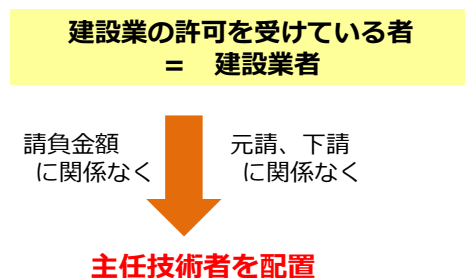 建設業の許可を受けている者
= 建設業者
請負金額
に関係なく
元請、下請
に関係なく
主任技術者を配置